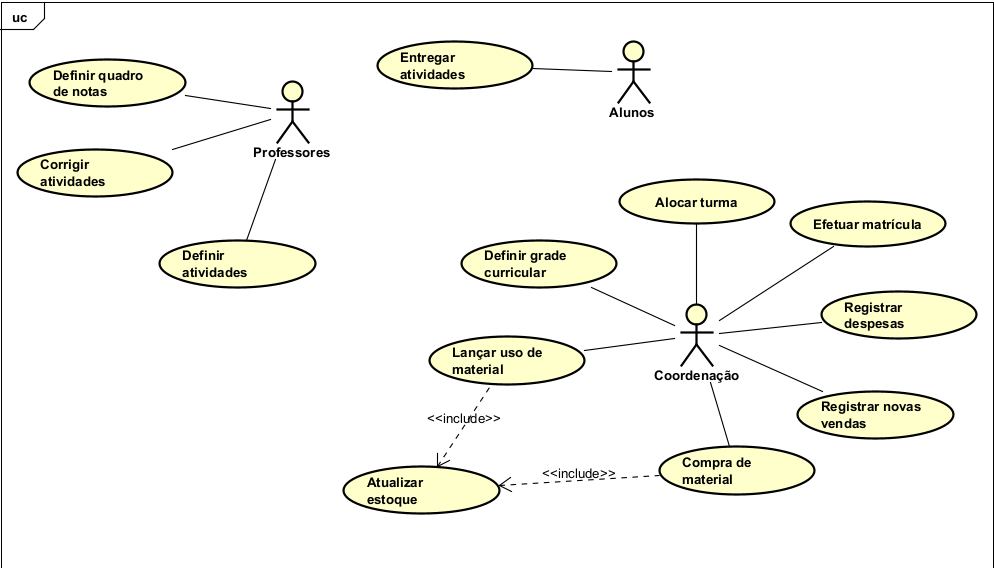 uc
Definir quadro
de notas
Entregar
atividades
Alunos
Professores
Corrigir
atividades
Definir
atividades
Alocar turma
Efetuar matrícula
Definir grade
curricular
Registrar
despesas
Lançar uso de
material
Coordenação
Registrar novas
vendas
<<include>>
Compra de
material
<<include>>
Atualizar
estoque